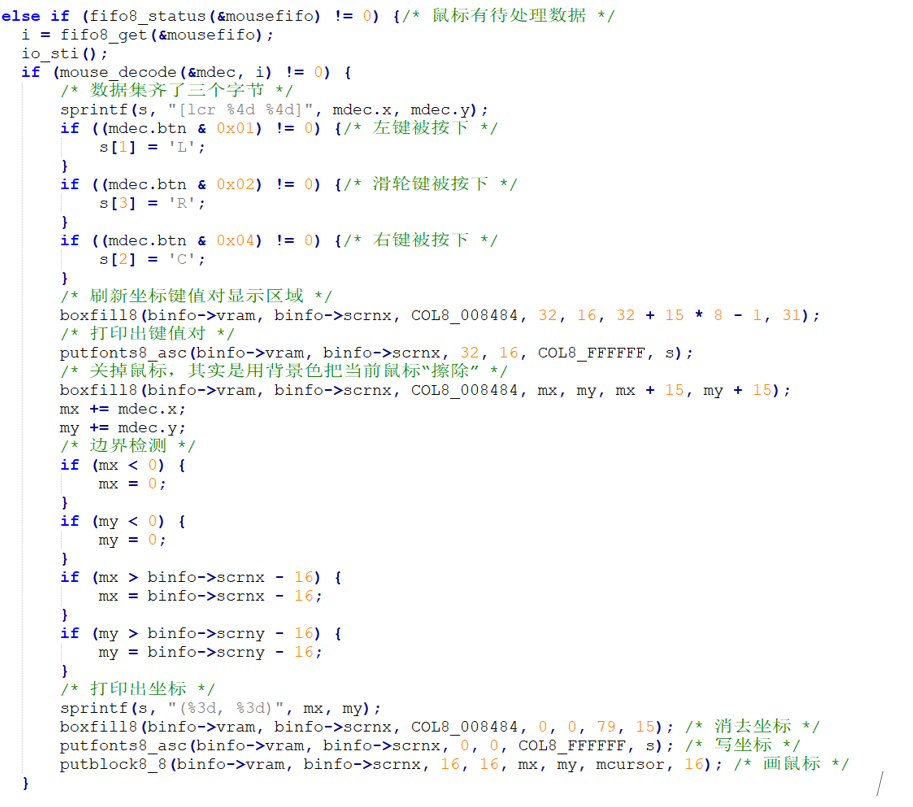 else if (fifo8_status(&mousefifo) != 0) {/* 鼠标有待处理数据 */
i = fifo8_get(&mousefifo);
io_sti();
if (mouse_decode(&mdec, i) != 0) {
/* 数据集齐了三个字节 */
sprintf(s, "[lcr %4d %4d]", mdec.x, mdec.y);
if ((mdec.btn & 0x01) != 0) {/* 左键被按下 */
s[1] = 'L';
}
if ((mdec.btn & 0x02) != 0) {/* 滑轮键被按下 */
s[3] = 'R';
}
if ((mdec.btn & 0x04) != 0) {/* 右键被按下 */
s[2] = 'C';
}
/* 刷新坐标键值对显示区域 */
boxfill8(binfo->vram, binfo->scrnx, COL8_008484, 32, 16, 32 + 15 * 8 - 1, 31);
/* 打印出键值对 */
putfonts8_asc(binfo->vram, binfo->scrnx, 32, 16, COL8_FFFFFF, s);
/* 关掉鼠标，其实是用背景色把当前鼠标“擦除” */
boxfill8(binfo->vram, binfo->scrnx, COL8_008484, mx, my, mx + 15, my + 15);
mx += mdec.x;
my += mdec.y;
/* 边界检测 */
if (mx < 0) {
mx = 0;
}
if (my < 0) {
my = 0;
}
if (mx > binfo->scrnx - 16) {
mx = binfo->scrnx - 16;
}
if (my > binfo->scrny - 16) {
my = binfo->scrny - 16;
}
/* 打印出坐标 */
sprintf(s, "(%3d, %3d)", mx, my);
boxfill8(binfo->vram, binfo->scrnx, COL8_008484, 0, 0, 79, 15); /* 消去坐标 */
putfonts8_asc(binfo->vram, binfo->scrnx, 0, 0, COL8_FFFFFF, s); /* 写坐标 */
putblock8_8(binfo->vram, binfo->scrnx, 16, 16, mx, my, mcursor, 16); /* 画鼠标 */
}